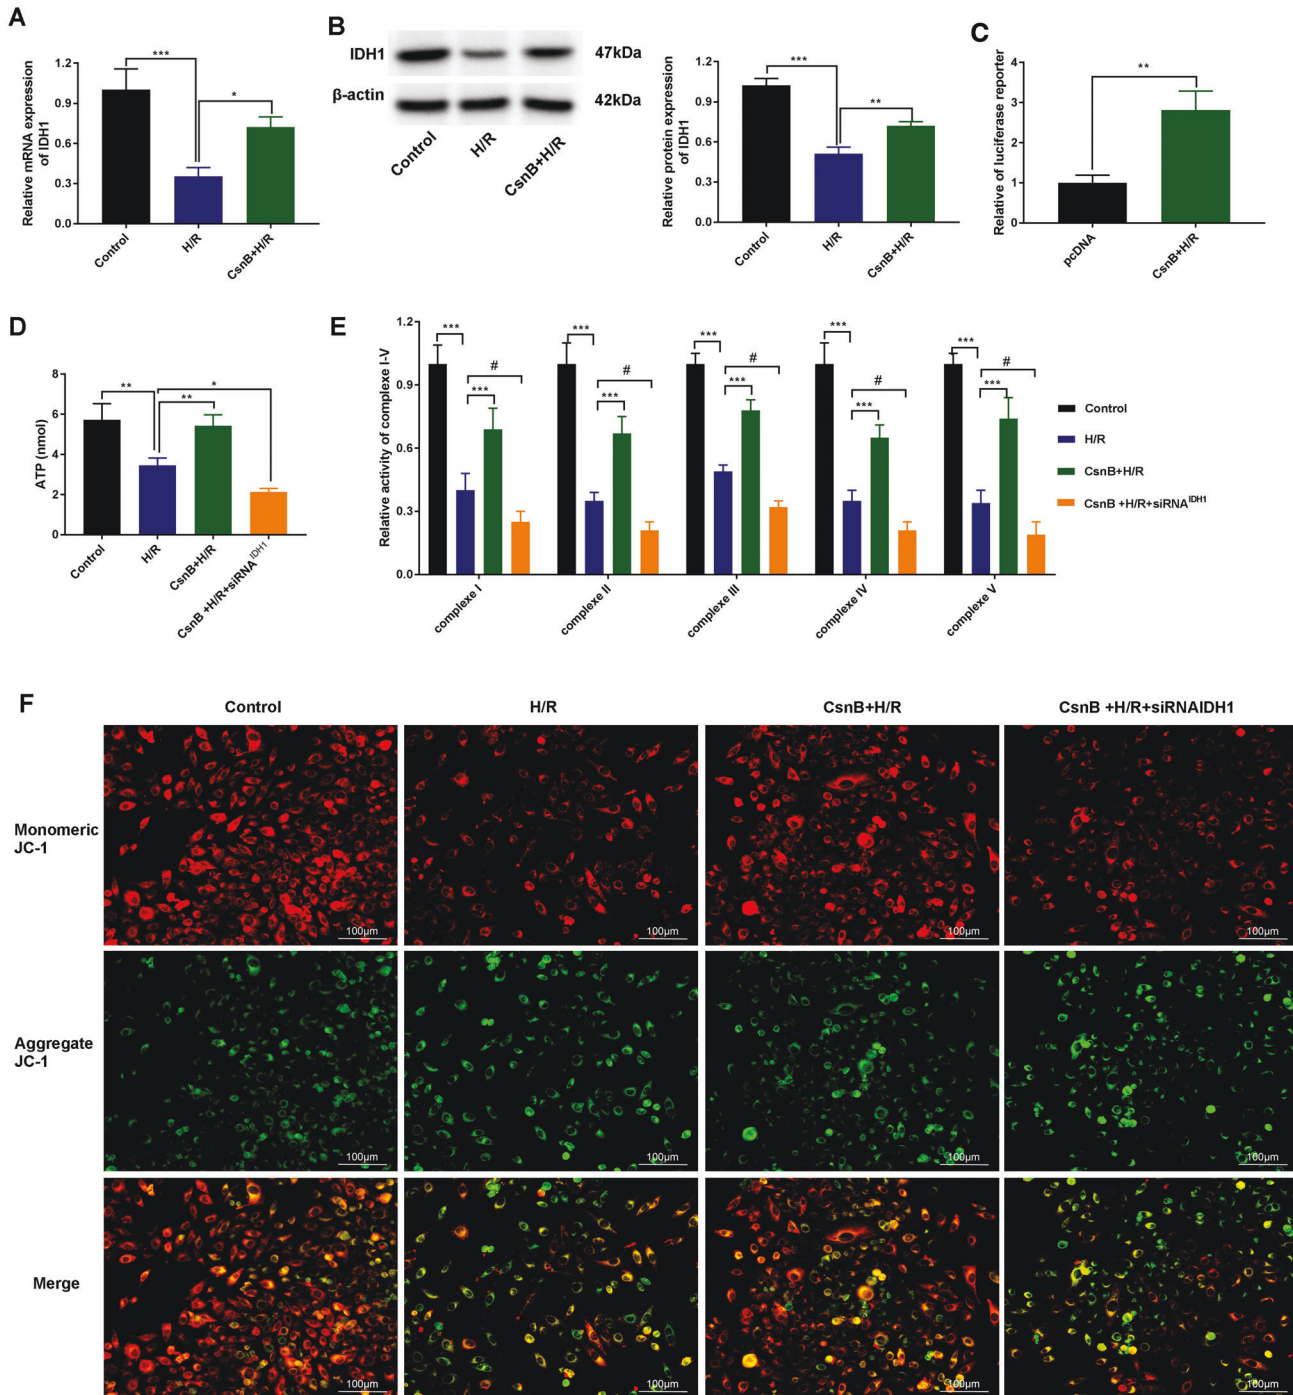 A
Relative mRNA expression
of IDH1
1.2
0.9
0.6
0.3
0.0
***
*
Control
H/R
CsnB+H/R
B
IDH1
47kDa
β-actin
42kDa
Control
H/R
CsnB+H/R
Relative protein expression
of IDH1
1.2
0.9
0.6
0.3
0.0
***
**
Control
H/R
CsnB+H/R
C
Relative of luciferase reporter
4
3
2
1
0
**
pcDNA
CsnB+H/R
D
ATP (nmol)
8
6
4
2
0
**
**
*
Control
H/R
CsnB+H/R
CsnB +H/R+siRNA^IDH1
E
Relative activity of complexe I-V
1.2
0.9
0.6
0.3
0.0
***
#
***
***
#
***
***
#
***
***
#
***
***
#
***
complexe I
complexe II
complexe III
complexe IV
complexe V
Control
H/R
CsnB+H/R
CsnB +H/R+siRNA^IDH1
F
Control
H/R
CsnB+H/R
CsnB +H/R+siRNAIDH1
Monomeric
JC-1
100μm
100μm
100μm
100μm
Aggregate
JC-1
100μm
100μm
100μm
100μm
Merge
100μm
100μm
100μm
100μm